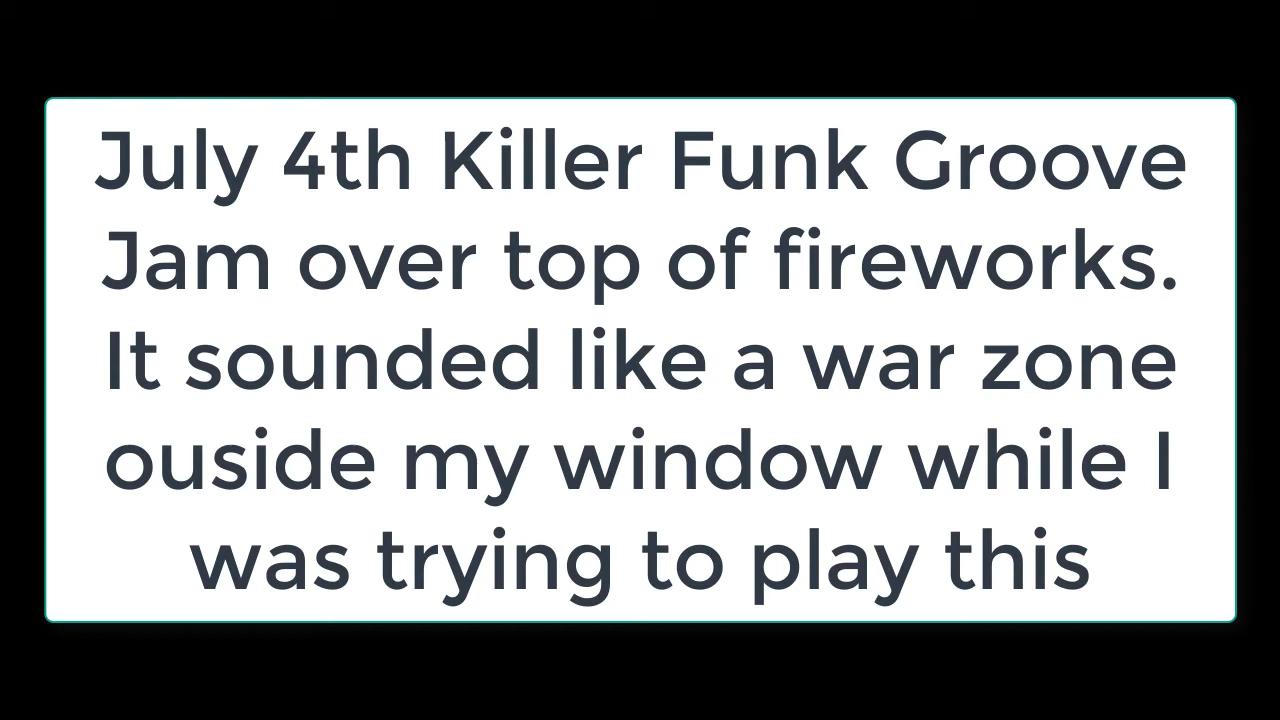 July 4th Killer Funk Groove
Jam over top of fireworks.
It sounded like a war zone
ouside my window while I
was trying to play this